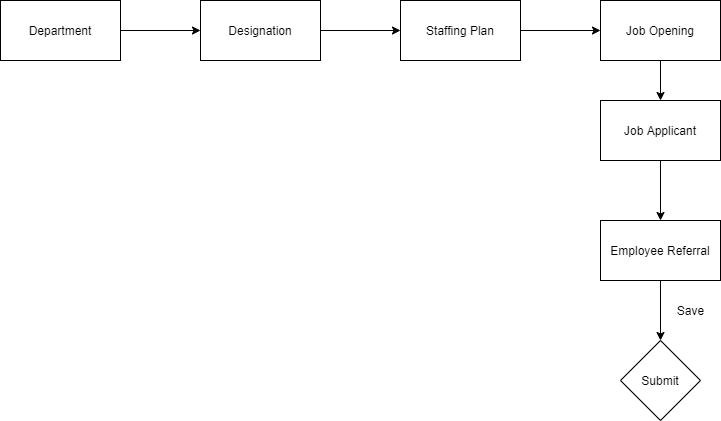 Department
Designation
Staffing Plan
Job Opening
Job Applicant
Employee Referral
Save
Submit